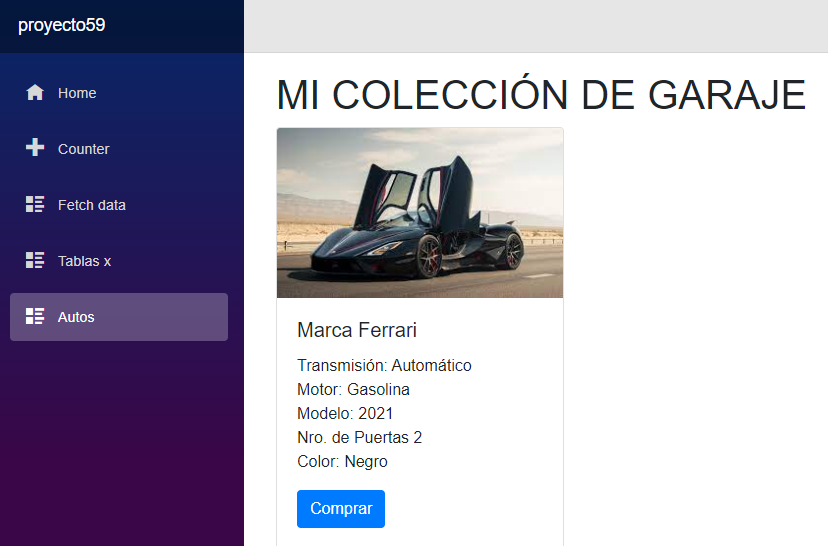 proyecto59
Home
Counter
Fetch data
Tablas x
Autos
MI COLECCIÓN DE GARAJE
Marca Ferrari
Transmisión: Automático
Motor: Gasolina
Modelo: 2021
Nro. de Puertas 2
Color: Negro
Comprar